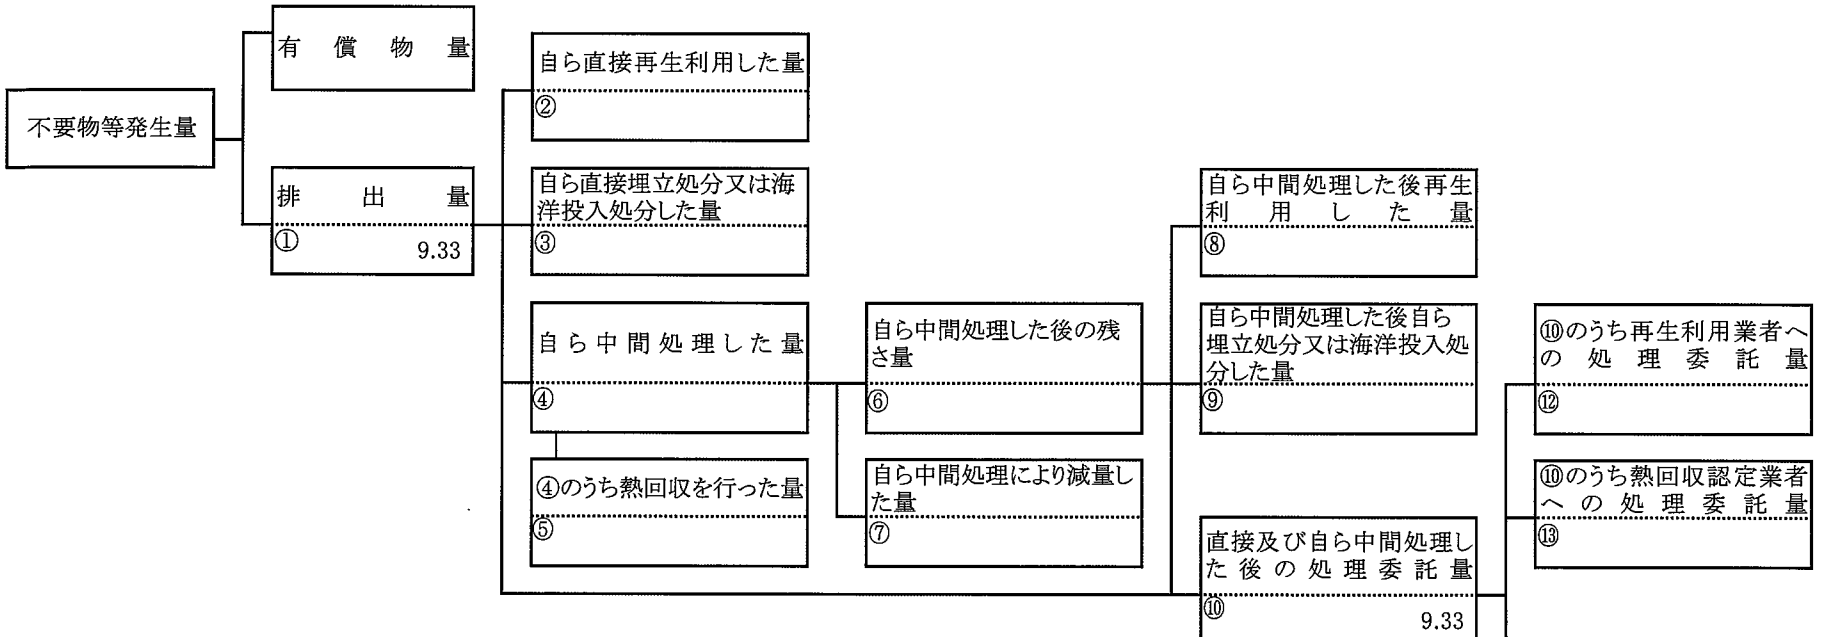 不要物等発生量
有償物量
排出量
①
9.33
自ら直接再生利用した量
②
自ら直接埋立処分又は海
洋投入処分した量
③
自ら中間処理した量
④
④のうち熱回収を行った量
⑤
自ら中間処理した後の残
さ量
⑥
自ら中間処理により減量し
た量
⑦
自ら中間処理した後再生
利用した量
⑧
自ら中間処理した後自ら
埋立処分又は海洋投入処
分した量
⑨
直接及び自ら中間処理し
た後の処理委託量
⑩
9.33
⑩のうち再生利用業者へ
の処理委託量
⑫
⑩のうち熱回収認定業者
への処理委託量
⑬